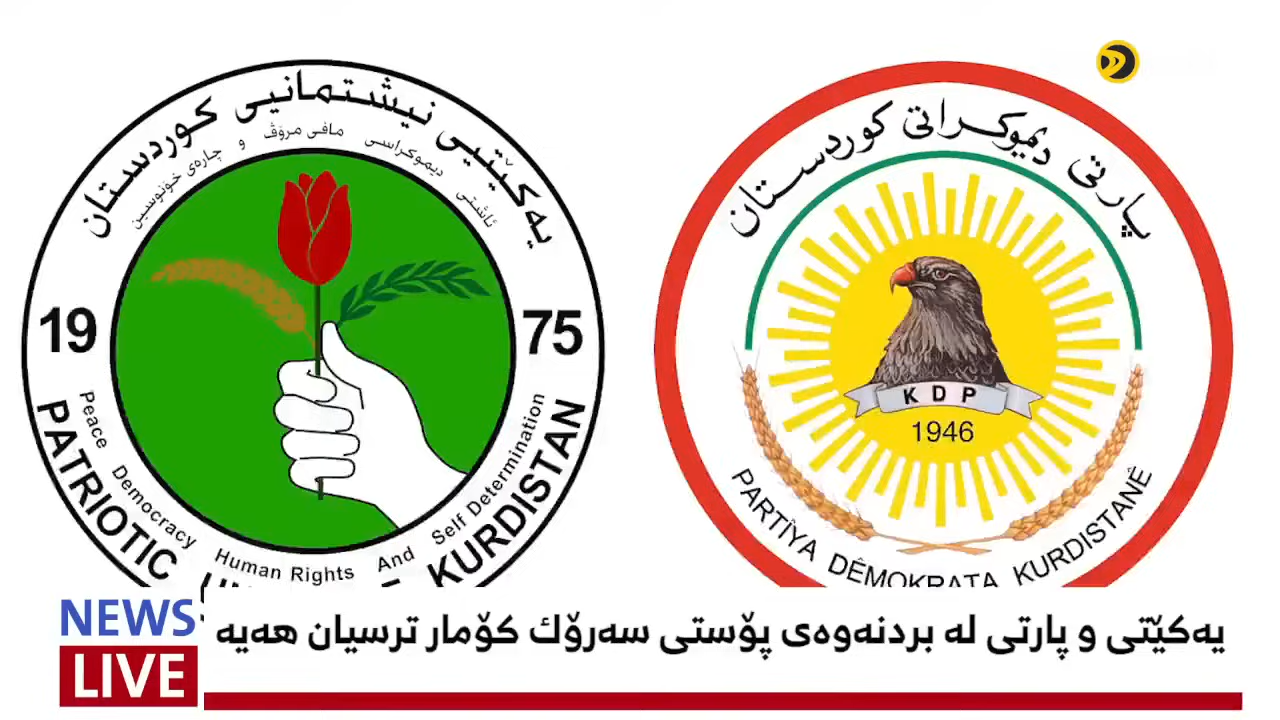 یەکێتیی نیشتمانیی کوردستان
ئاشتی دیموکراسی مافی مرۆڤ و چارەی خۆنوسین
19 75
Peace Democracy Human Rights And Self Determination
PATRIOTIC KURDISTAN
پارتی دیموکراتی کوردستان
KDP
1946
PARTÎYA DÊMOKRATA KURDISTANÊ
NEWS
LIVE
یەکێتی و پارتی لە بردنەوەی پۆستی سەرۆك کۆمار ترسیان هەیە